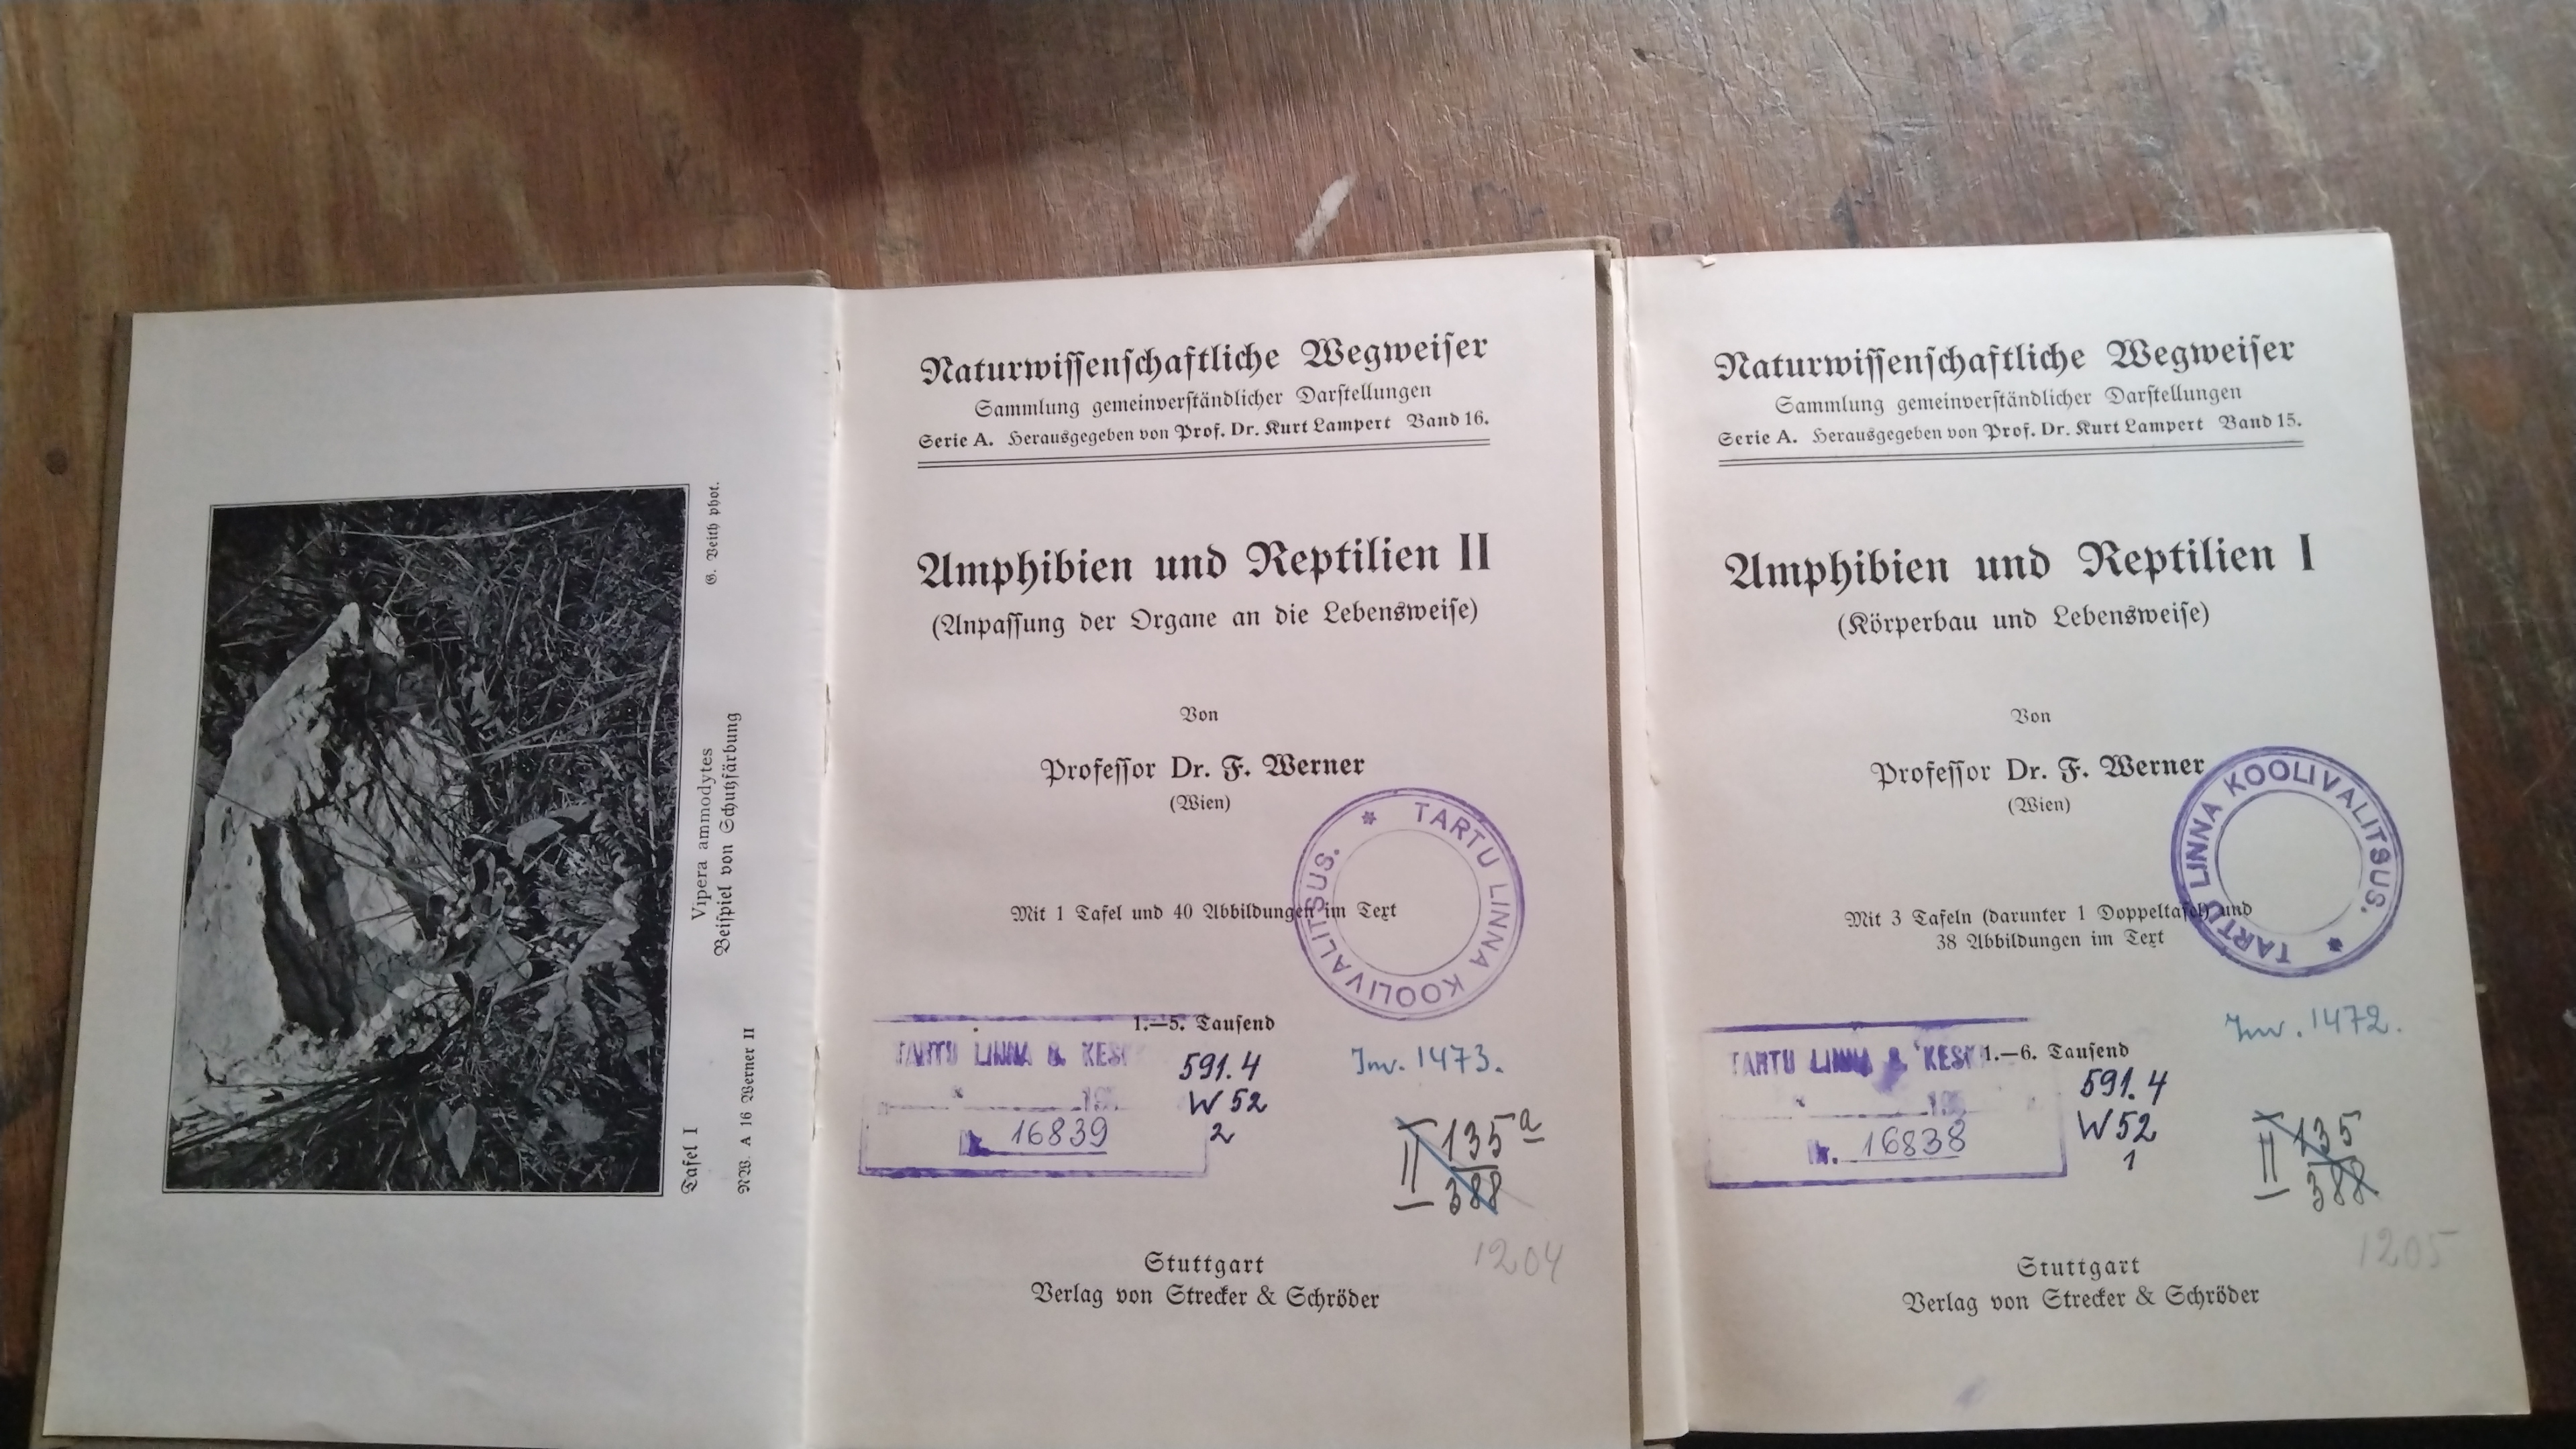 G. Veith phot.
Vipera ammodytes
Beiſpiel von Schutzfärbung
Tafel I
NW. A 16 Werner II
Naturwiſſenſchaftliche Wegweiſer
Sammlung gemeinverſtändlicher Darſtellungen
Serie A. Herausgegeben von Prof. Dr. Kurt Lampert Band 16.
Amphibien und Reptilien II
(Anpaſſung der Organe an die Lebensweiſe)
Von
Profeſſor Dr. F. Werner
(Wien)
* TARTU LINNA KOOLIVALITSUS.
Mit 1 Tafel und 40 Abbildungen im Text
1.—5. Tauſend
TARTU LINNA
16839
591.4
W 52
2
Inv. 1473.
II 135a
388
1204
Stuttgart
Verlag von Strecker & Schröder
Naturwiſſenſchaftliche Wegweiſer
Sammlung gemeinverſtändlicher Darſtellungen
Serie A. Herausgegeben von Prof. Dr. Kurt Lampert Band 15.
Amphibien und Reptilien I
(Körperbau und Lebensweiſe)
Von
Profeſſor Dr. F. Werner
(Wien)
* TARTU LINNA KOOLIVALITSUS.
Mit 3 Tafeln (darunter 1 Doppeltafel) und
38 Abbildungen im Text
Inv. 1472.
1.—6. Tauſend
TARTU LINNA
16838
591.4
W 52
1
II 135
388
1205
Stuttgart
Verlag von Strecker & Schröder